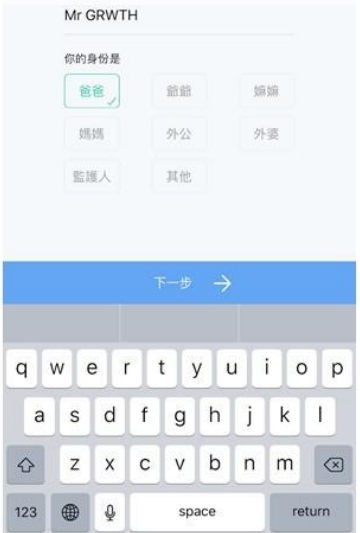 Mr GRWTH
你的身份是
爸爸 爺爺 嫲嫲
媽媽 外公 外婆
監護人 其他
下一步 →
q w e r t y u i o p
a s d f g h j k l
z x c v b n m
123 space return